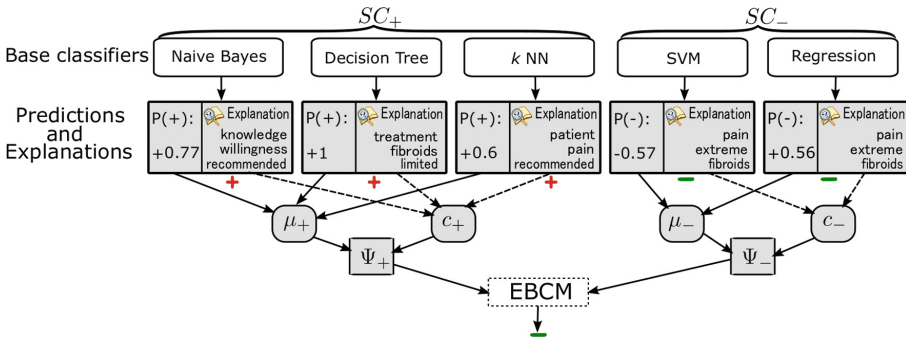 SC₊ SC₋
Base classifiers Naive Bayes Decision Tree k NN SVM Regression
Predictions
and
Explanations
P(+):
+0.77
Explanation
knowledge
willingness
recommended
+
P(+):
+1
Explanation
treatment
fibroids
limited
+
P(+):
+0.6
Explanation
patient
pain
recommended
+
P(-):
-0.57
Explanation
pain
extreme
fibroids
−
P(-):
+0.56
Explanation
pain
extreme
fibroids
−
μ₊ c₊ μ₋ c₋
Ψ₊ Ψ₋
EBCM
−